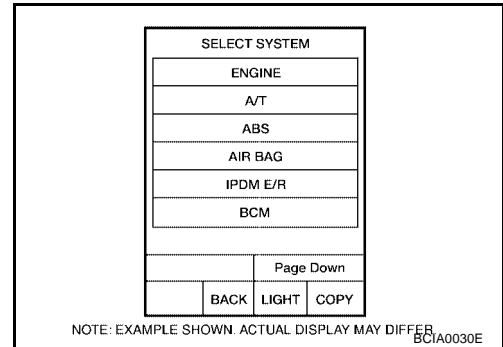 SELECT SYSTEM
ENGINE
A/T
ABS
AIR BAG
IPDM E/R
BCM
Page Down
BACK LIGHT COPY
NOTE: EXAMPLE SHOWN. ACTUAL DISPLAY MAY DIFFER
BCIA0030E